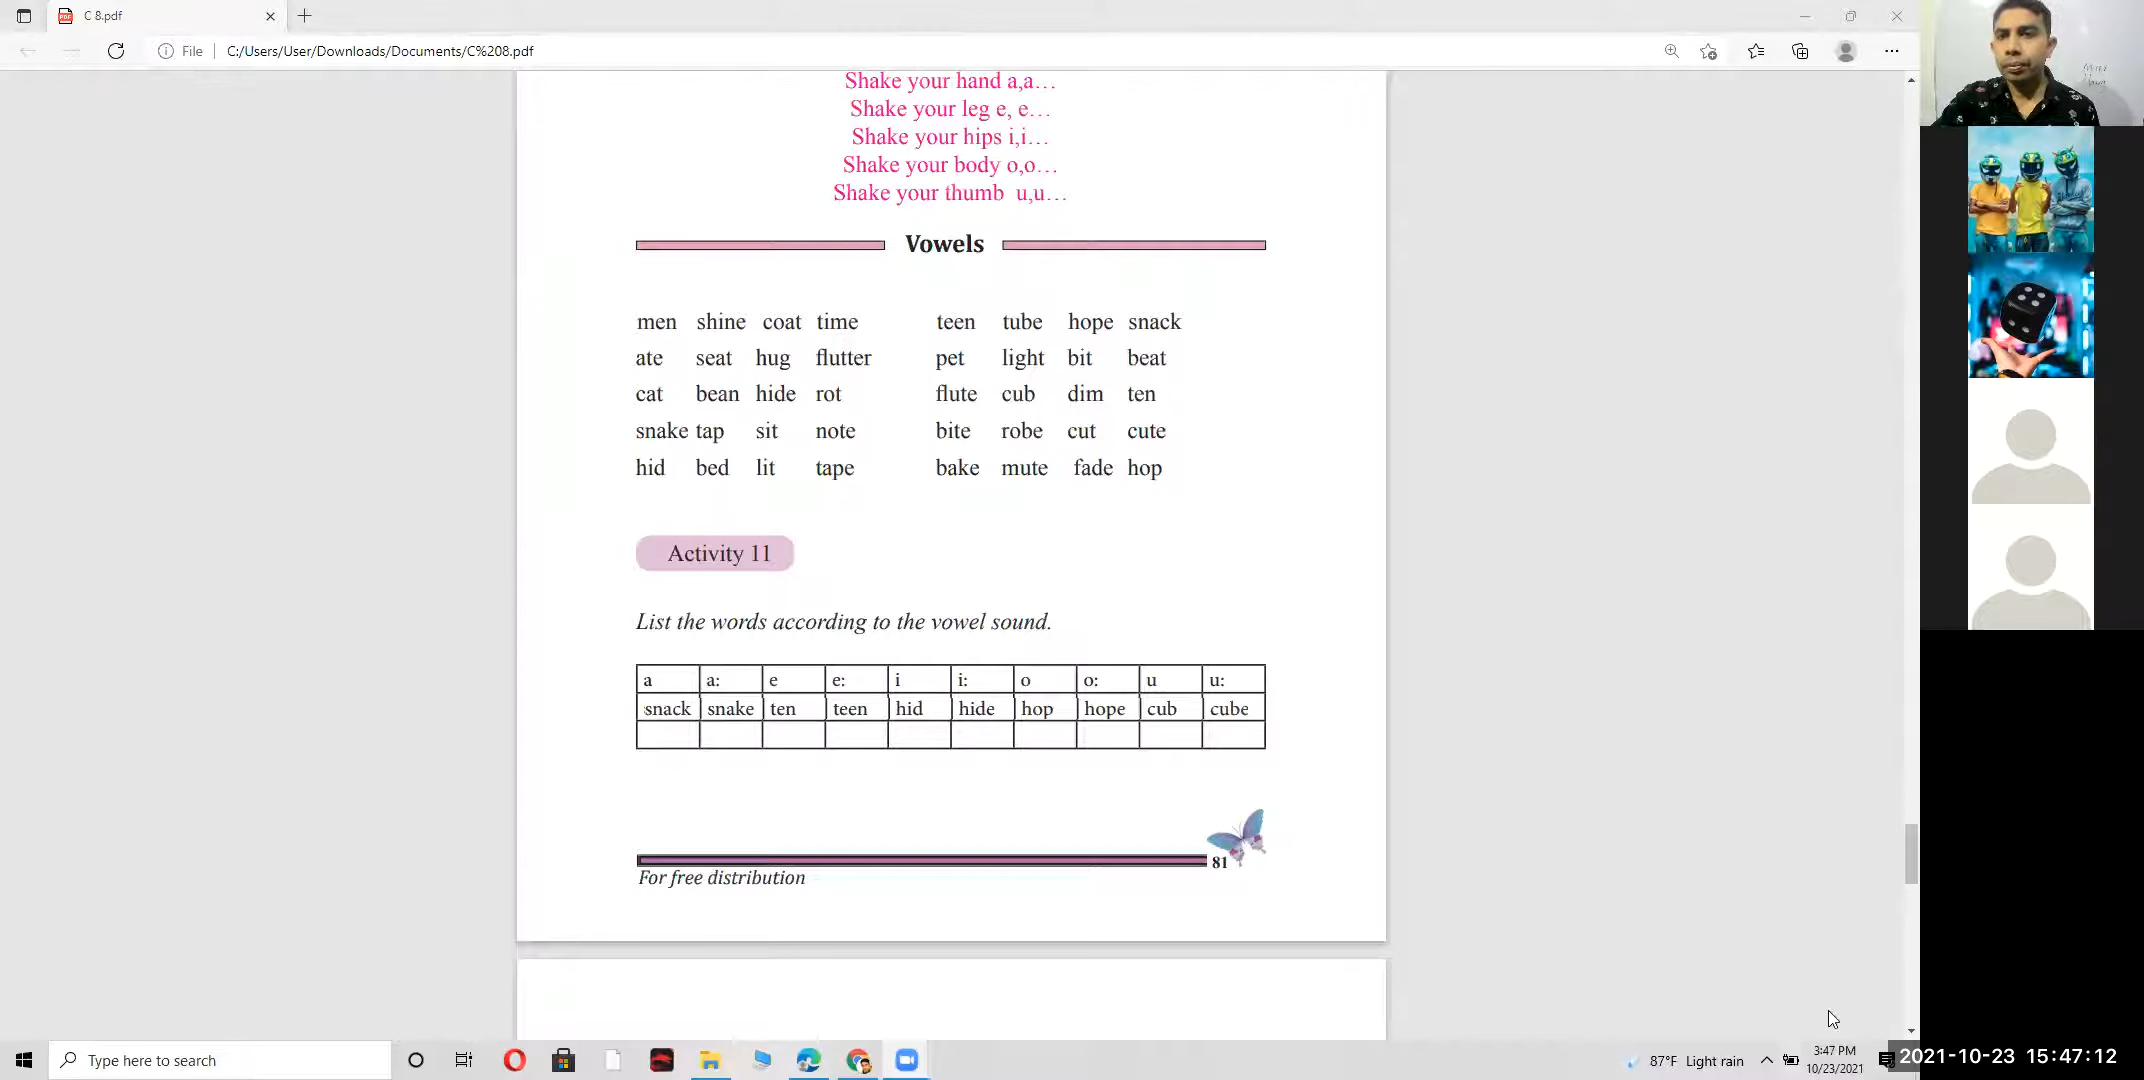 C 8.pdf
File C:/Users/User/Downloads/Documents/C%208.pdf
Shake your hand a,a...
Shake your leg e, e...
Shake your hips i,i...
Shake your body o,o...
Shake your thumb u,u...
Vowels
men shine coat time teen tube hope snack
ate seat hug flutter pet light bit beat
cat bean hide rot flute cub dim ten
snake tap sit note bite robe cut cute
hid bed lit tape bake mute fade hop
Activity 11
List the words according to the vowel sound.
a a: e e: i i: o o: u u:
snack snake ten teen hid hide hop hope cub cube
81
For free distribution
Type here to search
87°F Light rain
3:47 PM
10/23/2021
2021-10-23 15:47:12